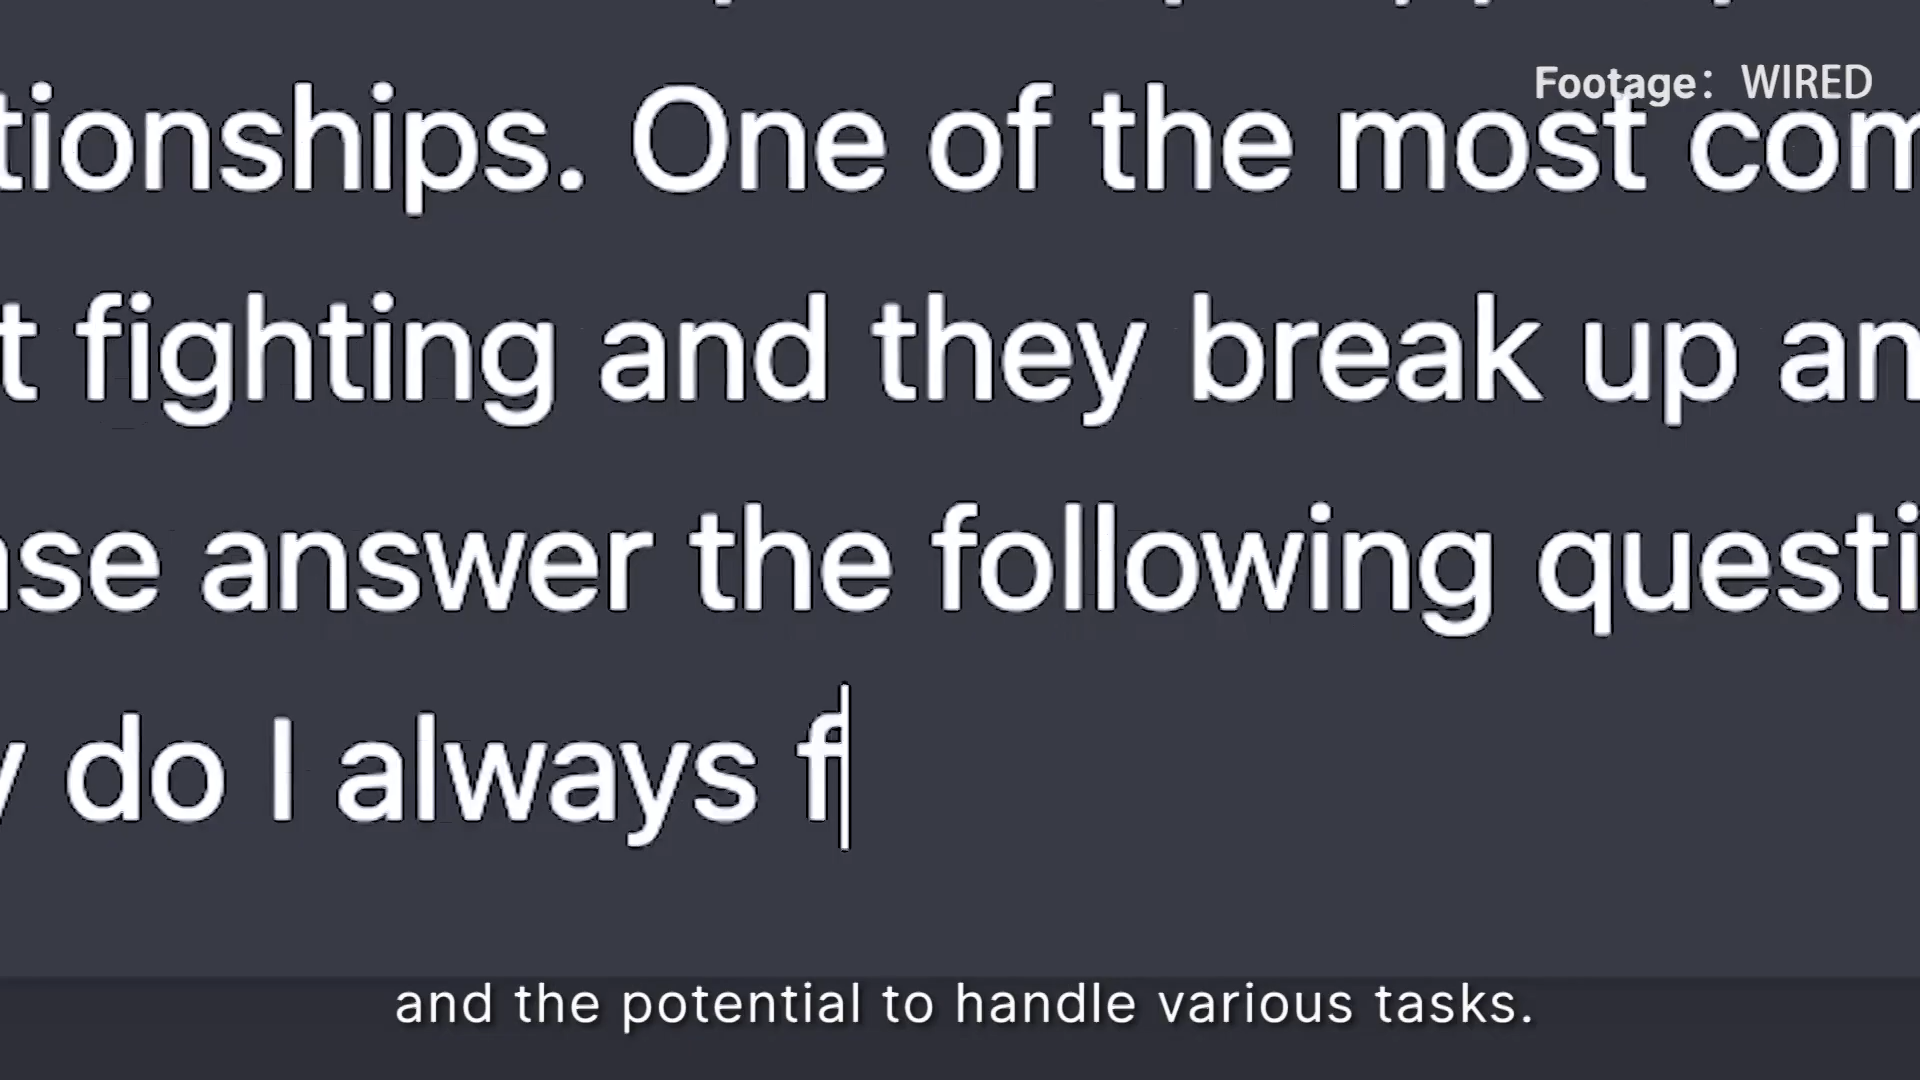 Footage: WIRED
tionships. One of the most com
t fighting and they break up an
ase answer the following questi
y do I always f
and the potential to handle various tasks.